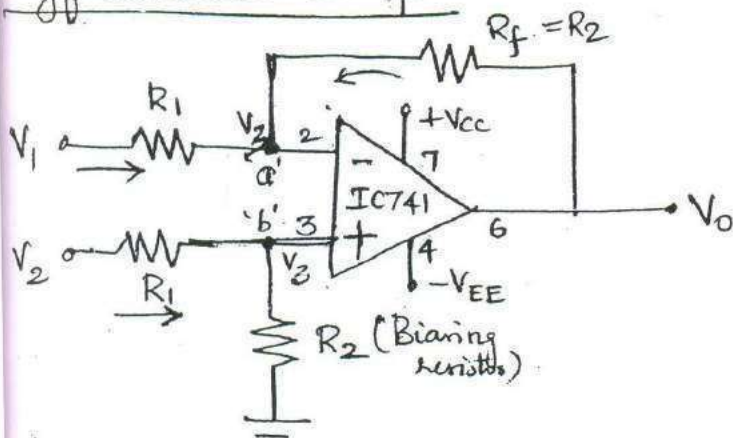 Rf = R2
R1
+VCC
V1
V3
2
-
7
'a'
IC741
V0
6
'b'
3
+
V2
V3
4
R1
-VEE
R2 (Biasing
resistor)